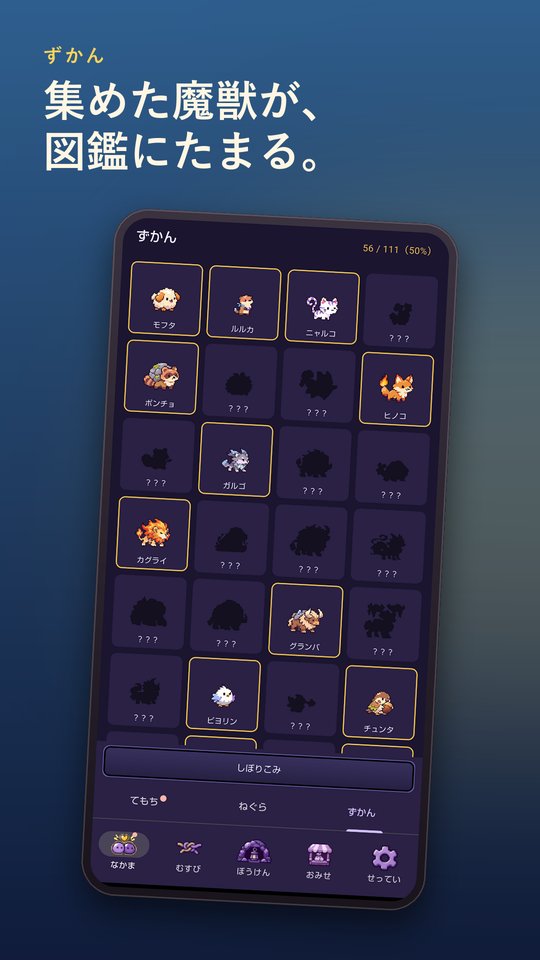 ずかん
集めた魔獣が、
図鑑にたまる。
ずかん
56 / 111（50%）
モフタ
ルルカ
ニャルコ
？？？
ポンチョ
？？？
？？？
ヒノコ
？？？
ガルゴ
？？？
？？？
カグライ
？？？
？？？
？？？
？？？
？？？
グランバ
？？？
？？？
ピヨリン
？？？
チュンタ
しぼりこみ
てもち
ねぐら
ずかん
なかま
むすび
ぼうけん
おみせ
せってい